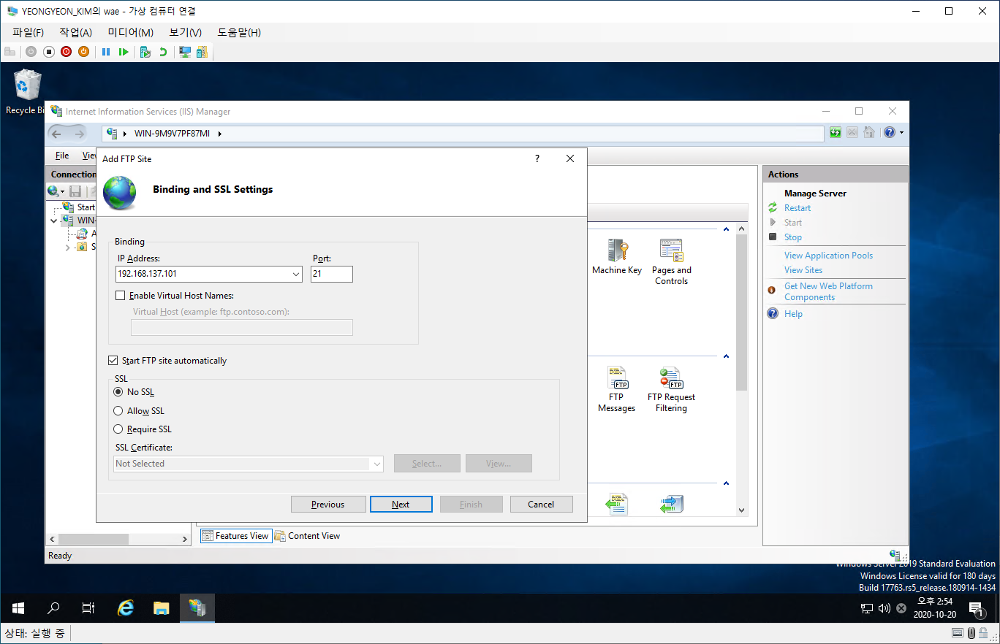 YEONGYEON_KIM의 wae - 가상 컴퓨터 연결
파일(F) 작업(A) 미디어(M) 보기(V) 도움말(H)
Recycle Bi
Internet Information Services (IIS) Manager
WIN-9M9V7PF87MI
File Viev
Connection
Start
WIN-
A
S
Add FTP Site
?
Binding and SSL Settings
Binding
IP Address:
Port:
192.168.137.101
21
Enable Virtual Host Names:
Virtual Host (example: ftp.contoso.com):
Start FTP site automatically
SSL
No SSL
Allow SSL
Require SSL
SSL Certificate:
Not Selected
Select...
View...
Previous
Next
Finish
Cancel
Machine Key
Pages and
Controls
FTP
FTP
FTP
Messages
FTP Request
Filtering
Features View
Content View
Actions
Manage Server
Restart
Start
Stop
View Application Pools
View Sites
Get New Web Platform
Components
Help
Ready
Windows Server 2019 Standard Evaluation
Windows License valid for 180 days
Build 17763.rs5_release.180914-1434
오후 2:54
2020-10-20
1
상태: 실행 중